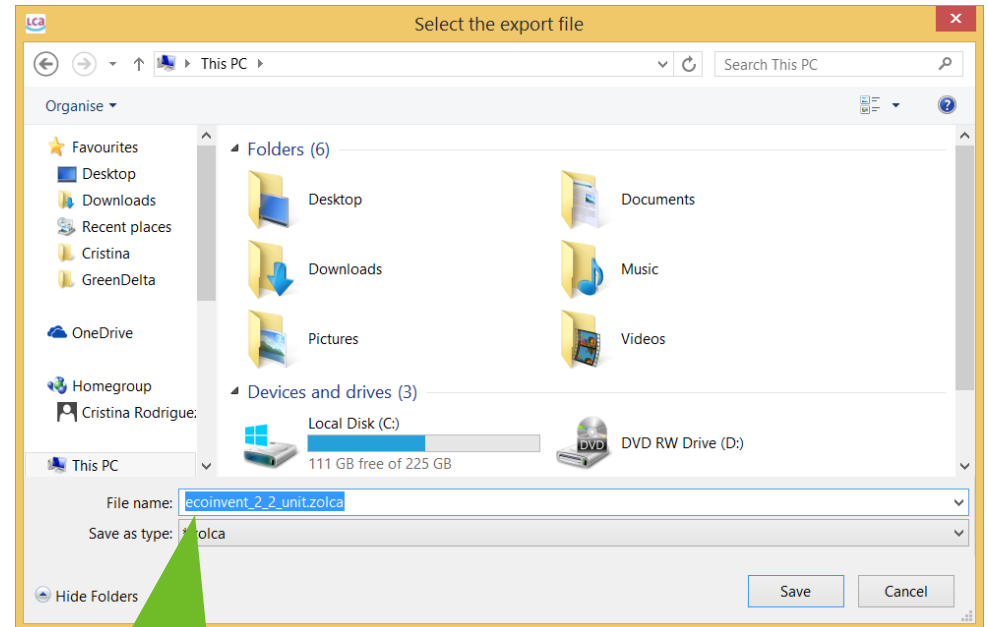 LCA
Select the export file
This PC
Search This PC
Organise
Favourites
Desktop
Downloads
Recent places
Cristina
GreenDelta
OneDrive
Homegroup
Cristina Rodrigue
This PC
Folders (6)
Desktop
Documents
Downloads
Music
Pictures
Videos
Devices and drives (3)
Local Disk (C:)
111 GB free of 225 GB
DVD
DVD RW Drive (D:)
File name: ecoinvent_2_2_unit.zolca
Save as type:
Hide Folders
Save
Cancel